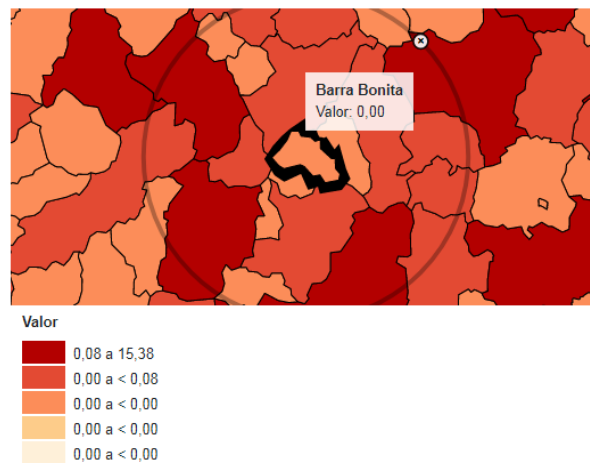 Barra Bonita
Valor: 0,00
Valor
0,08 a 15,38
0,00 a < 0,08
0,00 a < 0,00
0,00 a < 0,00
0,00 a < 0,00